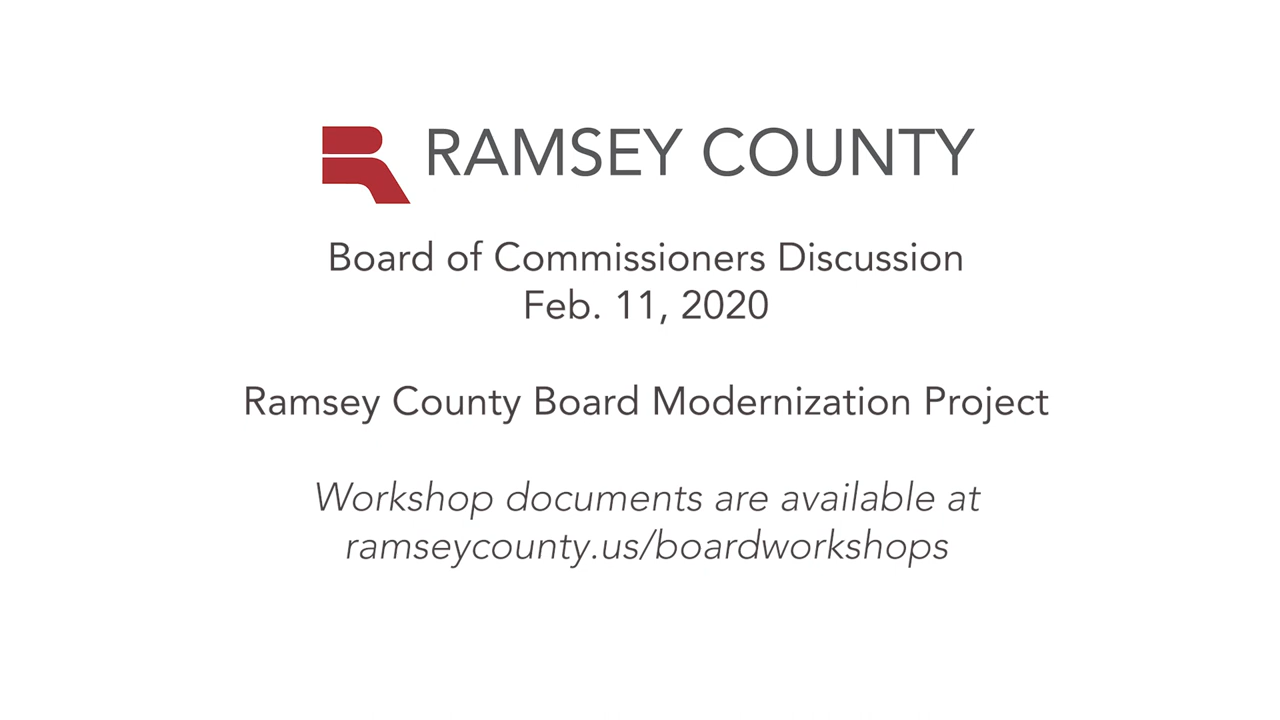 RAMSEY COUNTY
Board of Commissioners Discussion
Feb. 11, 2020
Ramsey County Board Modernization Project
Workshop documents are available at
ramseycounty.us/boardworkshops